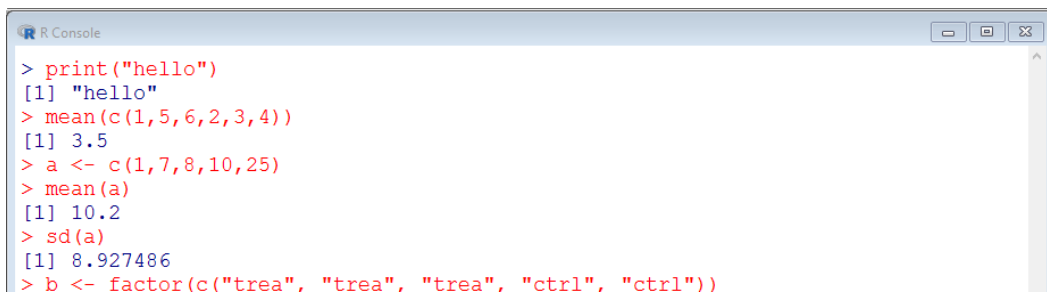 R Console
> print("hello")
[1] "hello"
> mean(c(1,5,6,2,3,4))
[1] 3.5
> a <- c(1,7,8,10,25)
> mean(a)
[1] 10.2
> sd(a)
[1] 8.927486
> b <- factor(c("trea", "trea", "trea", "ctrl", "ctrl"))